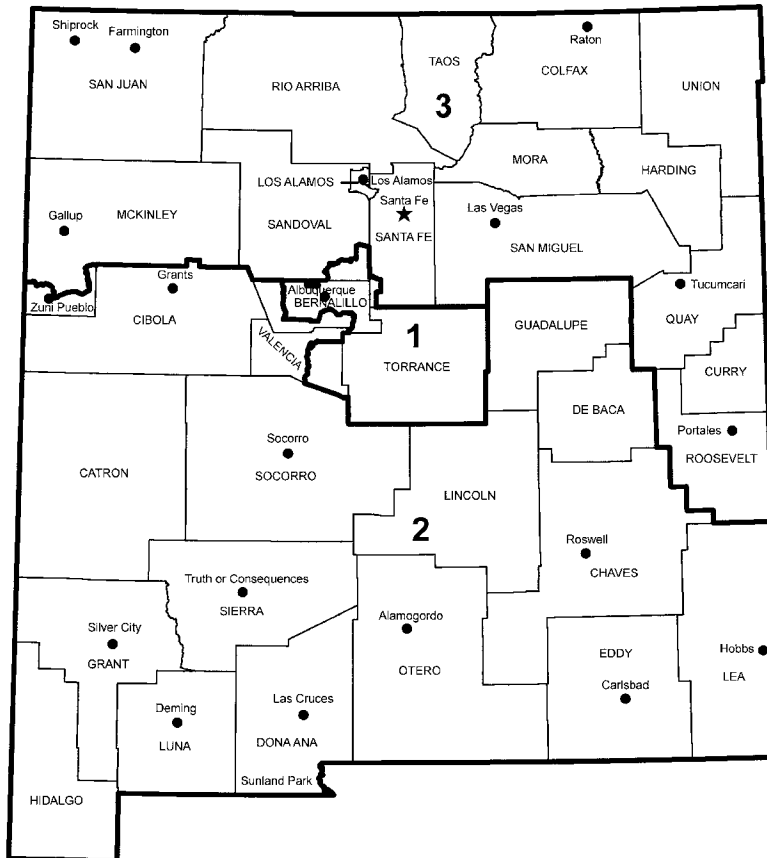 Shiprock
Farmington
SAN JUAN
RIO ARRIBA
TAOS
3
Raton
COLFAX
UNION
MORA
HARDING
LOS ALAMOS
Los Alamos
Santa Fe
SANTA FE
Las Vegas
SAN MIGUEL
Gallup
MCKINLEY
SANDOVAL
Zuni Pueblo
Grants
CIBOLA
Albuquerque
BERNALILLO
VALENCIA
1
TORRANCE
GUADALUPE
Tucumcari
QUAY
CURRY
DE BACA
Portales
ROOSEVELT
CATRON
Socorro
SOCORRO
LINCOLN
2
Roswell
CHAVES
Truth or Consequences
SIERRA
Silver City
GRANT
Alamogordo
OTERO
EDDY
Carlsbad
Hobbs
LEA
Deming
LUNA
Las Cruces
DONA ANA
Sunland Park
HIDALGO